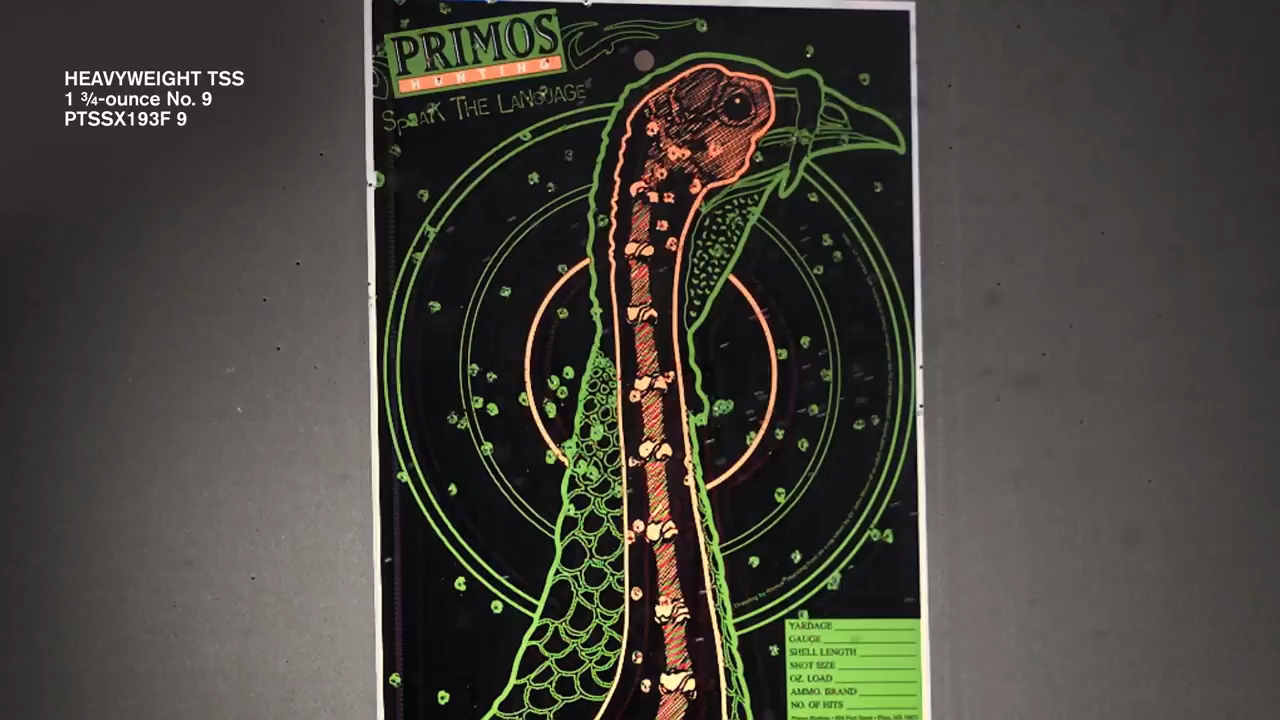 HEAVYWEIGHT TSS
1 ¾-ounce No. 9
PTSSX193F 9
PRIMOS
HUNTING
SPEAK THE LANGUAGE
YARDAGE
GAUGE
SHELL LENGTH
SHOT SIZE
OZ. LOAD
AMMO. BRAND
NO. OF HITS